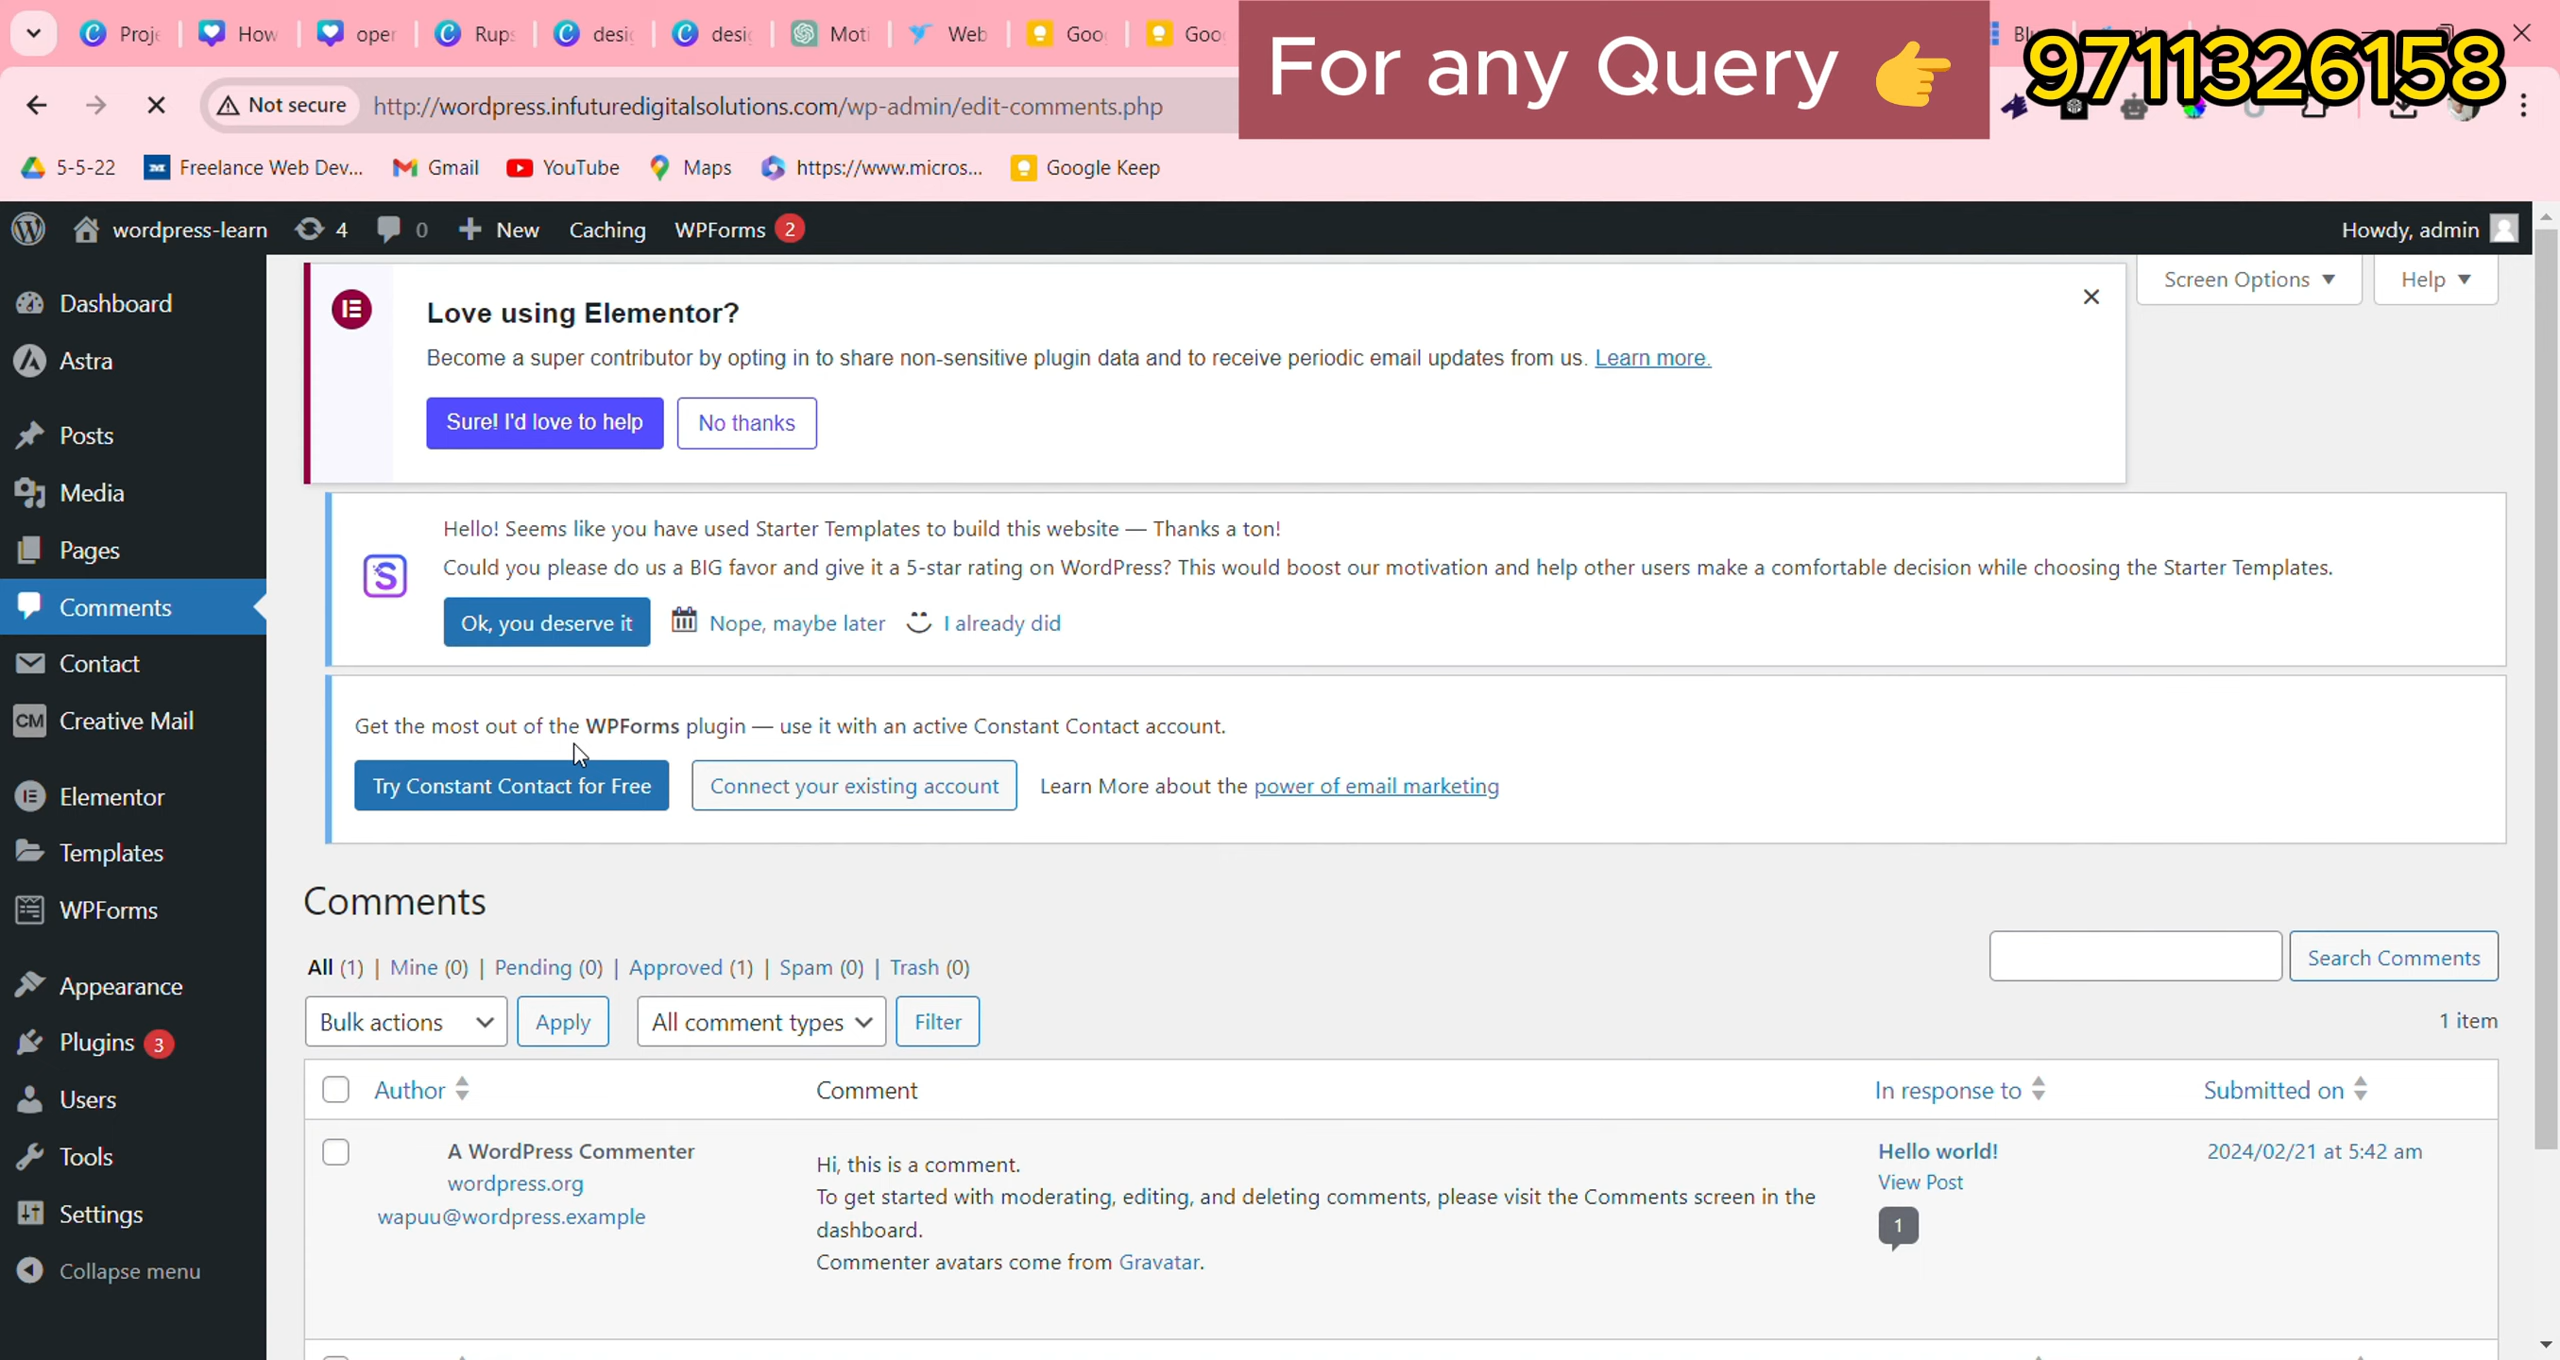 Proj
How
oper
Rups
desig
desig
Moti
Web
Goo
Goo
For any Query
9711326158
Not secure
http://wordpress.infuturedigitalsolutions.com/wp-admin/edit-comments.php
5-5-22
Freelance Web Dev...
Gmail
YouTube
Maps
https://www.micros...
Google Keep
wordpress-learn
4
0
New
Caching
WPForms 2
Howdy, admin
Dashboard
Astra
Posts
Media
Pages
Comments
Contact
CM Creative Mail
Elementor
Templates
WPForms
Appearance
Plugins 3
Users
Tools
Settings
Collapse menu
Screen Options
Help
Love using Elementor?
Become a super contributor by opting in to share non-sensitive plugin data and to receive periodic email updates from us. Learn more.
Sure! I'd love to help
No thanks
Hello! Seems like you have used Starter Templates to build this website — Thanks a ton!
Could you please do us a BIG favor and give it a 5-star rating on WordPress? This would boost our motivation and help other users make a comfortable decision while choosing the Starter Templates.
Ok, you deserve it
Nope, maybe later
I already did
Get the most out of the WPForms plugin — use it with an active Constant Contact account.
Try Constant Contact for Free
Connect your existing account
Learn More about the power of email marketing
Comments
All (1) | Mine (0) | Pending (0) | Approved (1) | Spam (0) | Trash (0)
Search Comments
Bulk actions
Apply
All comment types
Filter
1 item
Author
Comment
In response to
Submitted on
A WordPress Commenter
wordpress.org
wapuu@wordpress.example
Hi, this is a comment.
To get started with moderating, editing, and deleting comments, please visit the Comments screen in the
dashboard.
Commenter avatars come from Gravatar.
Hello world!
View Post
1
2024/02/21 at 5:42 am